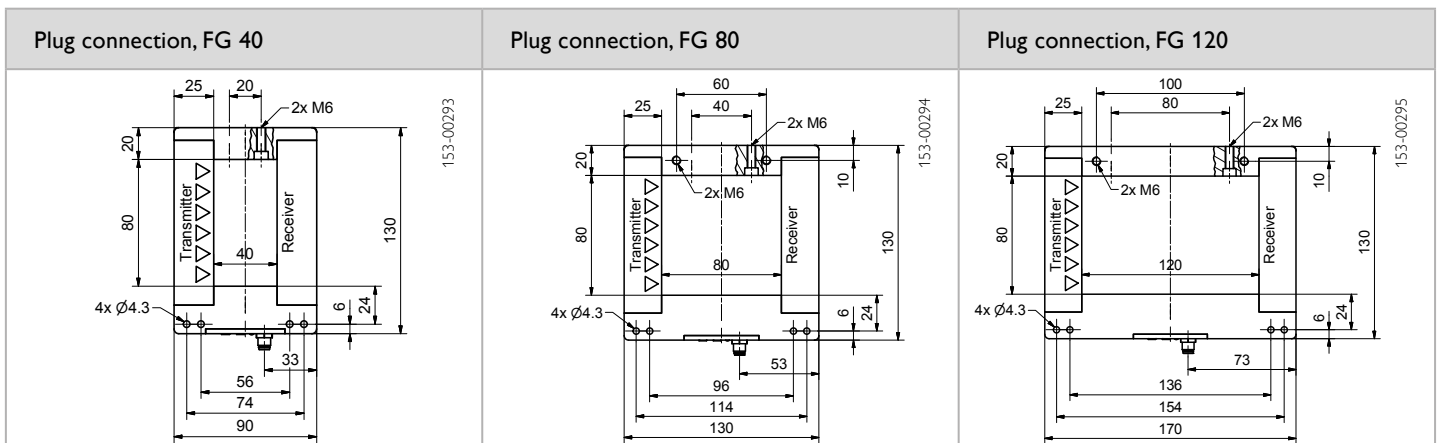 Plug connection, FG 40
Plug connection, FG 80
Plug connection, FG 120
25
20
2x M6
153-00293
20
80
Transmitter
40
Receiver
130
4x Ø4.3
6
24
33
56
74
90
60
25
40
2x M6
153-00294
20
10
2x M6
80
Transmitter
80
Receiver
130
4x Ø4.3
6
24
53
96
114
130
100
25
80
2x M6
153-00295
20
10
2x M6
80
Transmitter
120
Receiver
130
4x Ø4.3
6
24
73
136
154
170